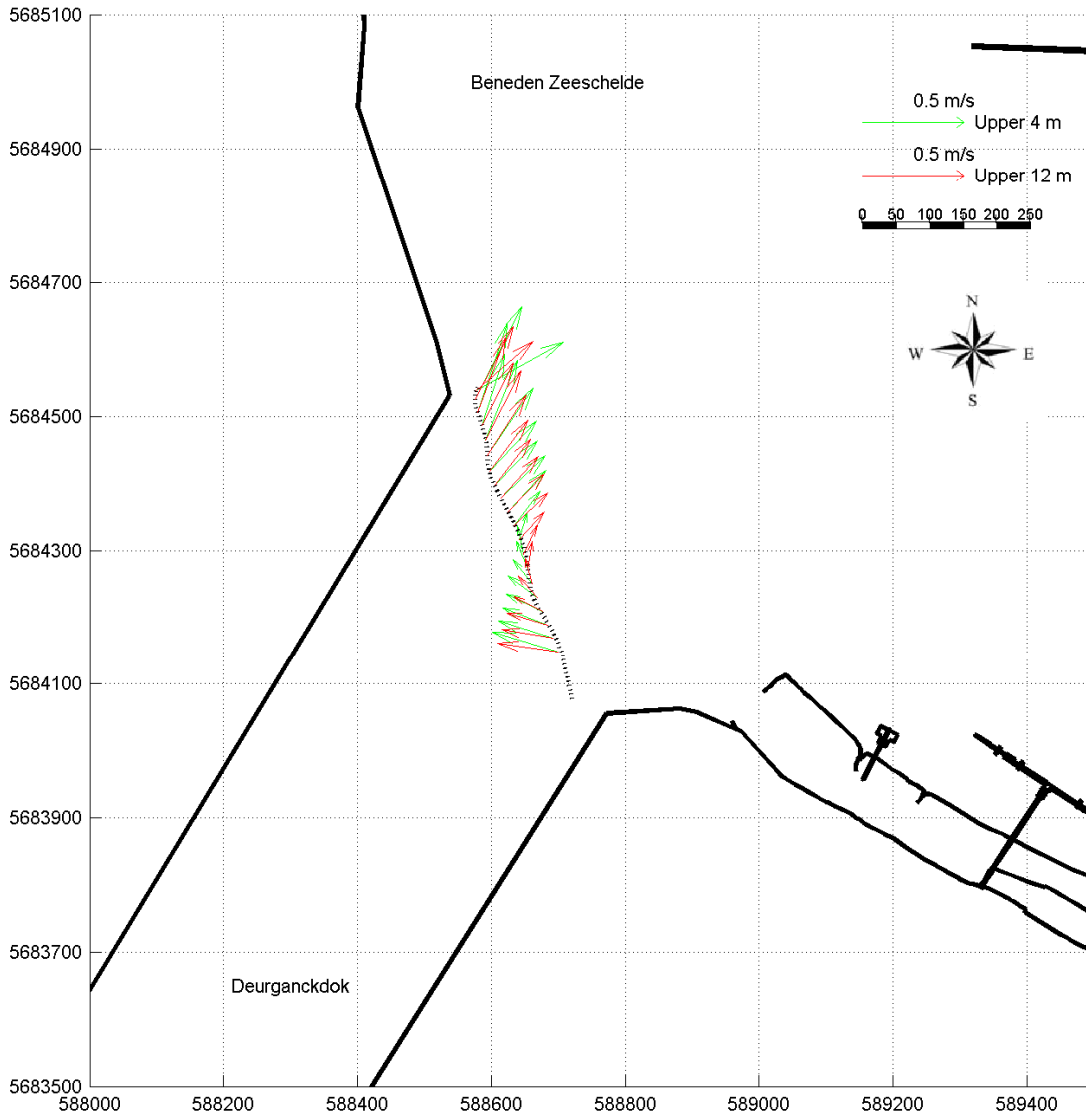 5685100
Beneden Zeeschelde
0.5 m/s
Upper 4 m
5684900
0.5 m/s
Upper 12 m
0 50 100 150 200 250
5684700
N
W E
S
5684500
5684300
5684100
5683900
5683700
Deurganckdok
5683500
588000 588200 588400 588600 588800 589000 589200 589400